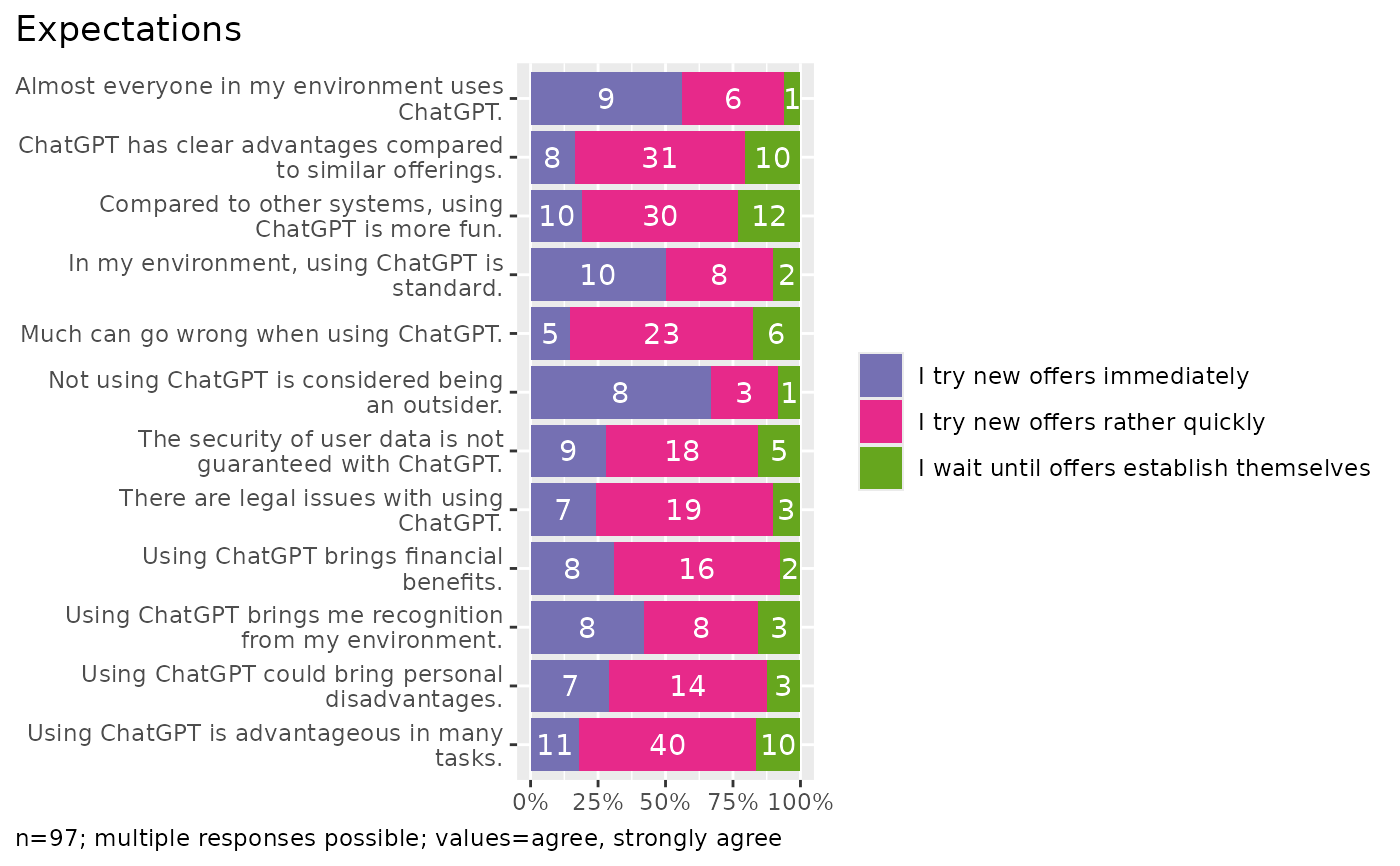 Expectations
Almost everyone in my environment uses
ChatGPT.
9 6 1
ChatGPT has clear advantages compared
to similar offerings.
8 31 10
Compared to other systems, using
ChatGPT is more fun.
10 30 12
In my environment, using ChatGPT is
standard.
10 8 2
Much can go wrong when using ChatGPT.
5 23 6
Not using ChatGPT is considered being
an outsider.
8 3 1
The security of user data is not
guaranteed with ChatGPT.
9 18 5
There are legal issues with using
ChatGPT.
7 19 3
Using ChatGPT brings financial
benefits.
8 16 2
Using ChatGPT brings me recognition
from my environment.
8 8 3
Using ChatGPT could bring personal
disadvantages.
7 14 3
Using ChatGPT is advantageous in many
tasks.
11 40 10
0% 25% 50% 75% 100%
I try new offers immediately
I try new offers rather quickly
I wait until offers establish themselves
n=97; multiple responses possible; values=agree, strongly agree